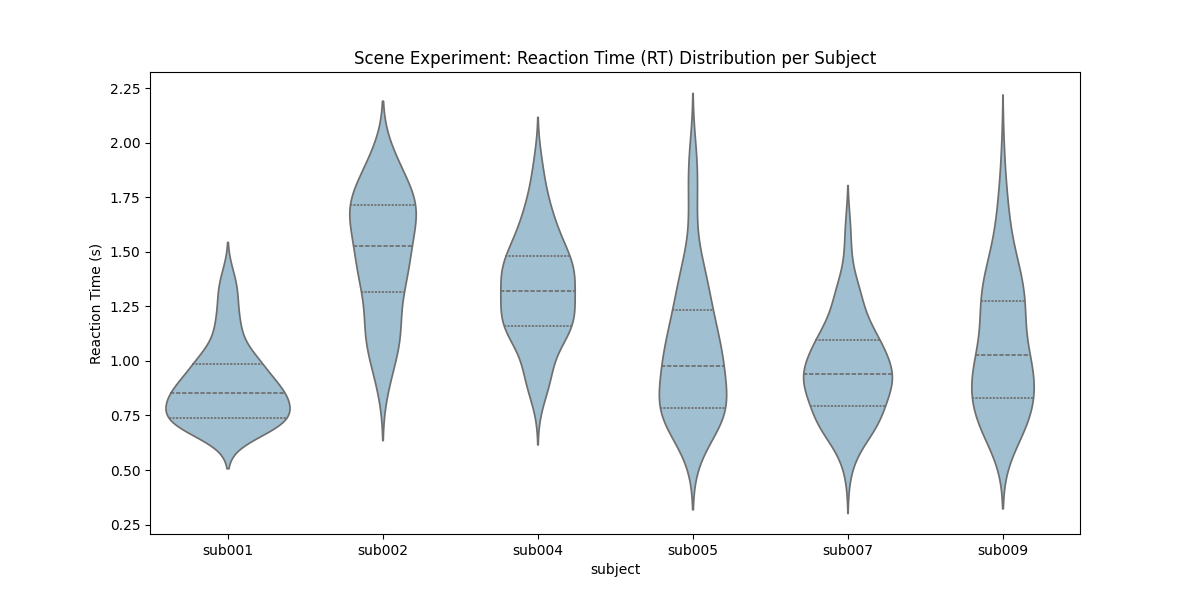 Scene Experiment: Reaction Time (RT) Distribution per Subject
Reaction Time (s)
2.25
2.00
1.75
1.50
1.25
1.00
0.75
0.50
0.25
sub001 sub002 sub004 sub005 sub007 sub009
subject